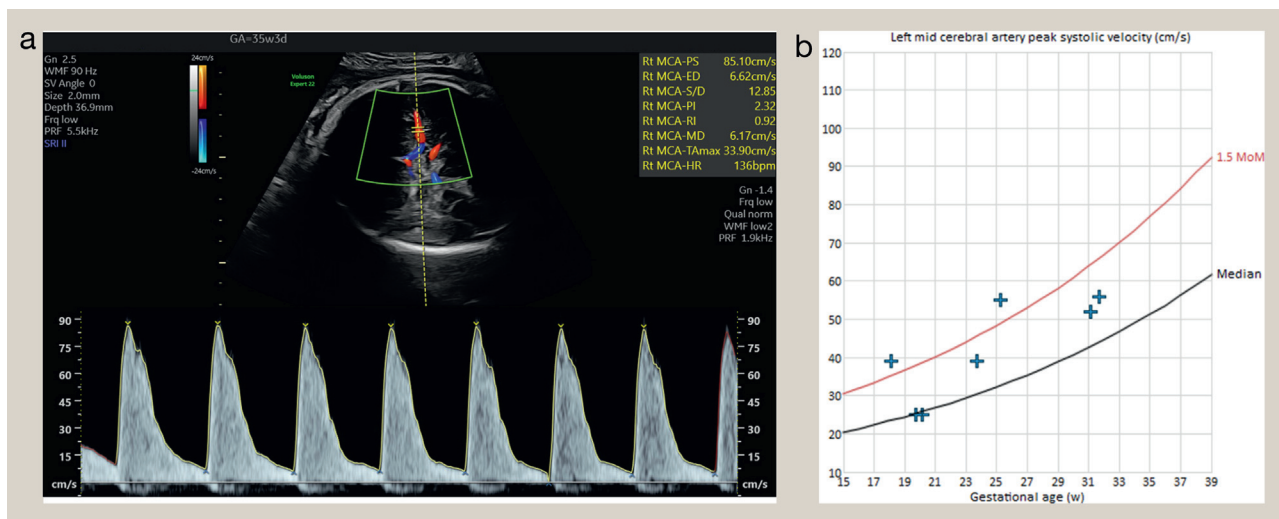 a
GA=35w3d
Gn 2.5
WMF 90 Hz
SV Angle 0
Size 2.0mm
Depth 36.9mm
Frq low
PRF 5.5kHz
SRI II
24cm/s
-24cm/s
Voluson
Expert 22
Rt MCA-PS 85.10cm/s
Rt MCA-ED 6.62cm/s
Rt MCA-S/D 12.85
Rt MCA-PI 2.32
Rt MCA-RI 0.92
Rt MCA-MD 6.17cm/s
Rt MCA-TAmax 33.90cm/s
Rt MCA-HR 136bpm
Gn -1.4
Frq low
Qual norm
WMF low2
PRF 1.9kHz
90 90
75 75
60 60
45 45
30 30
15 15
cm/s cm/s
b
Left mid cerebral artery peak systolic velocity (cm/s)
120
110
100
90
80
70
60
50
40
30
20
10
1.5 MoM
Median
15 17 19 21 23 25 27 29 31 33 35 37 39
Gestational age (w)